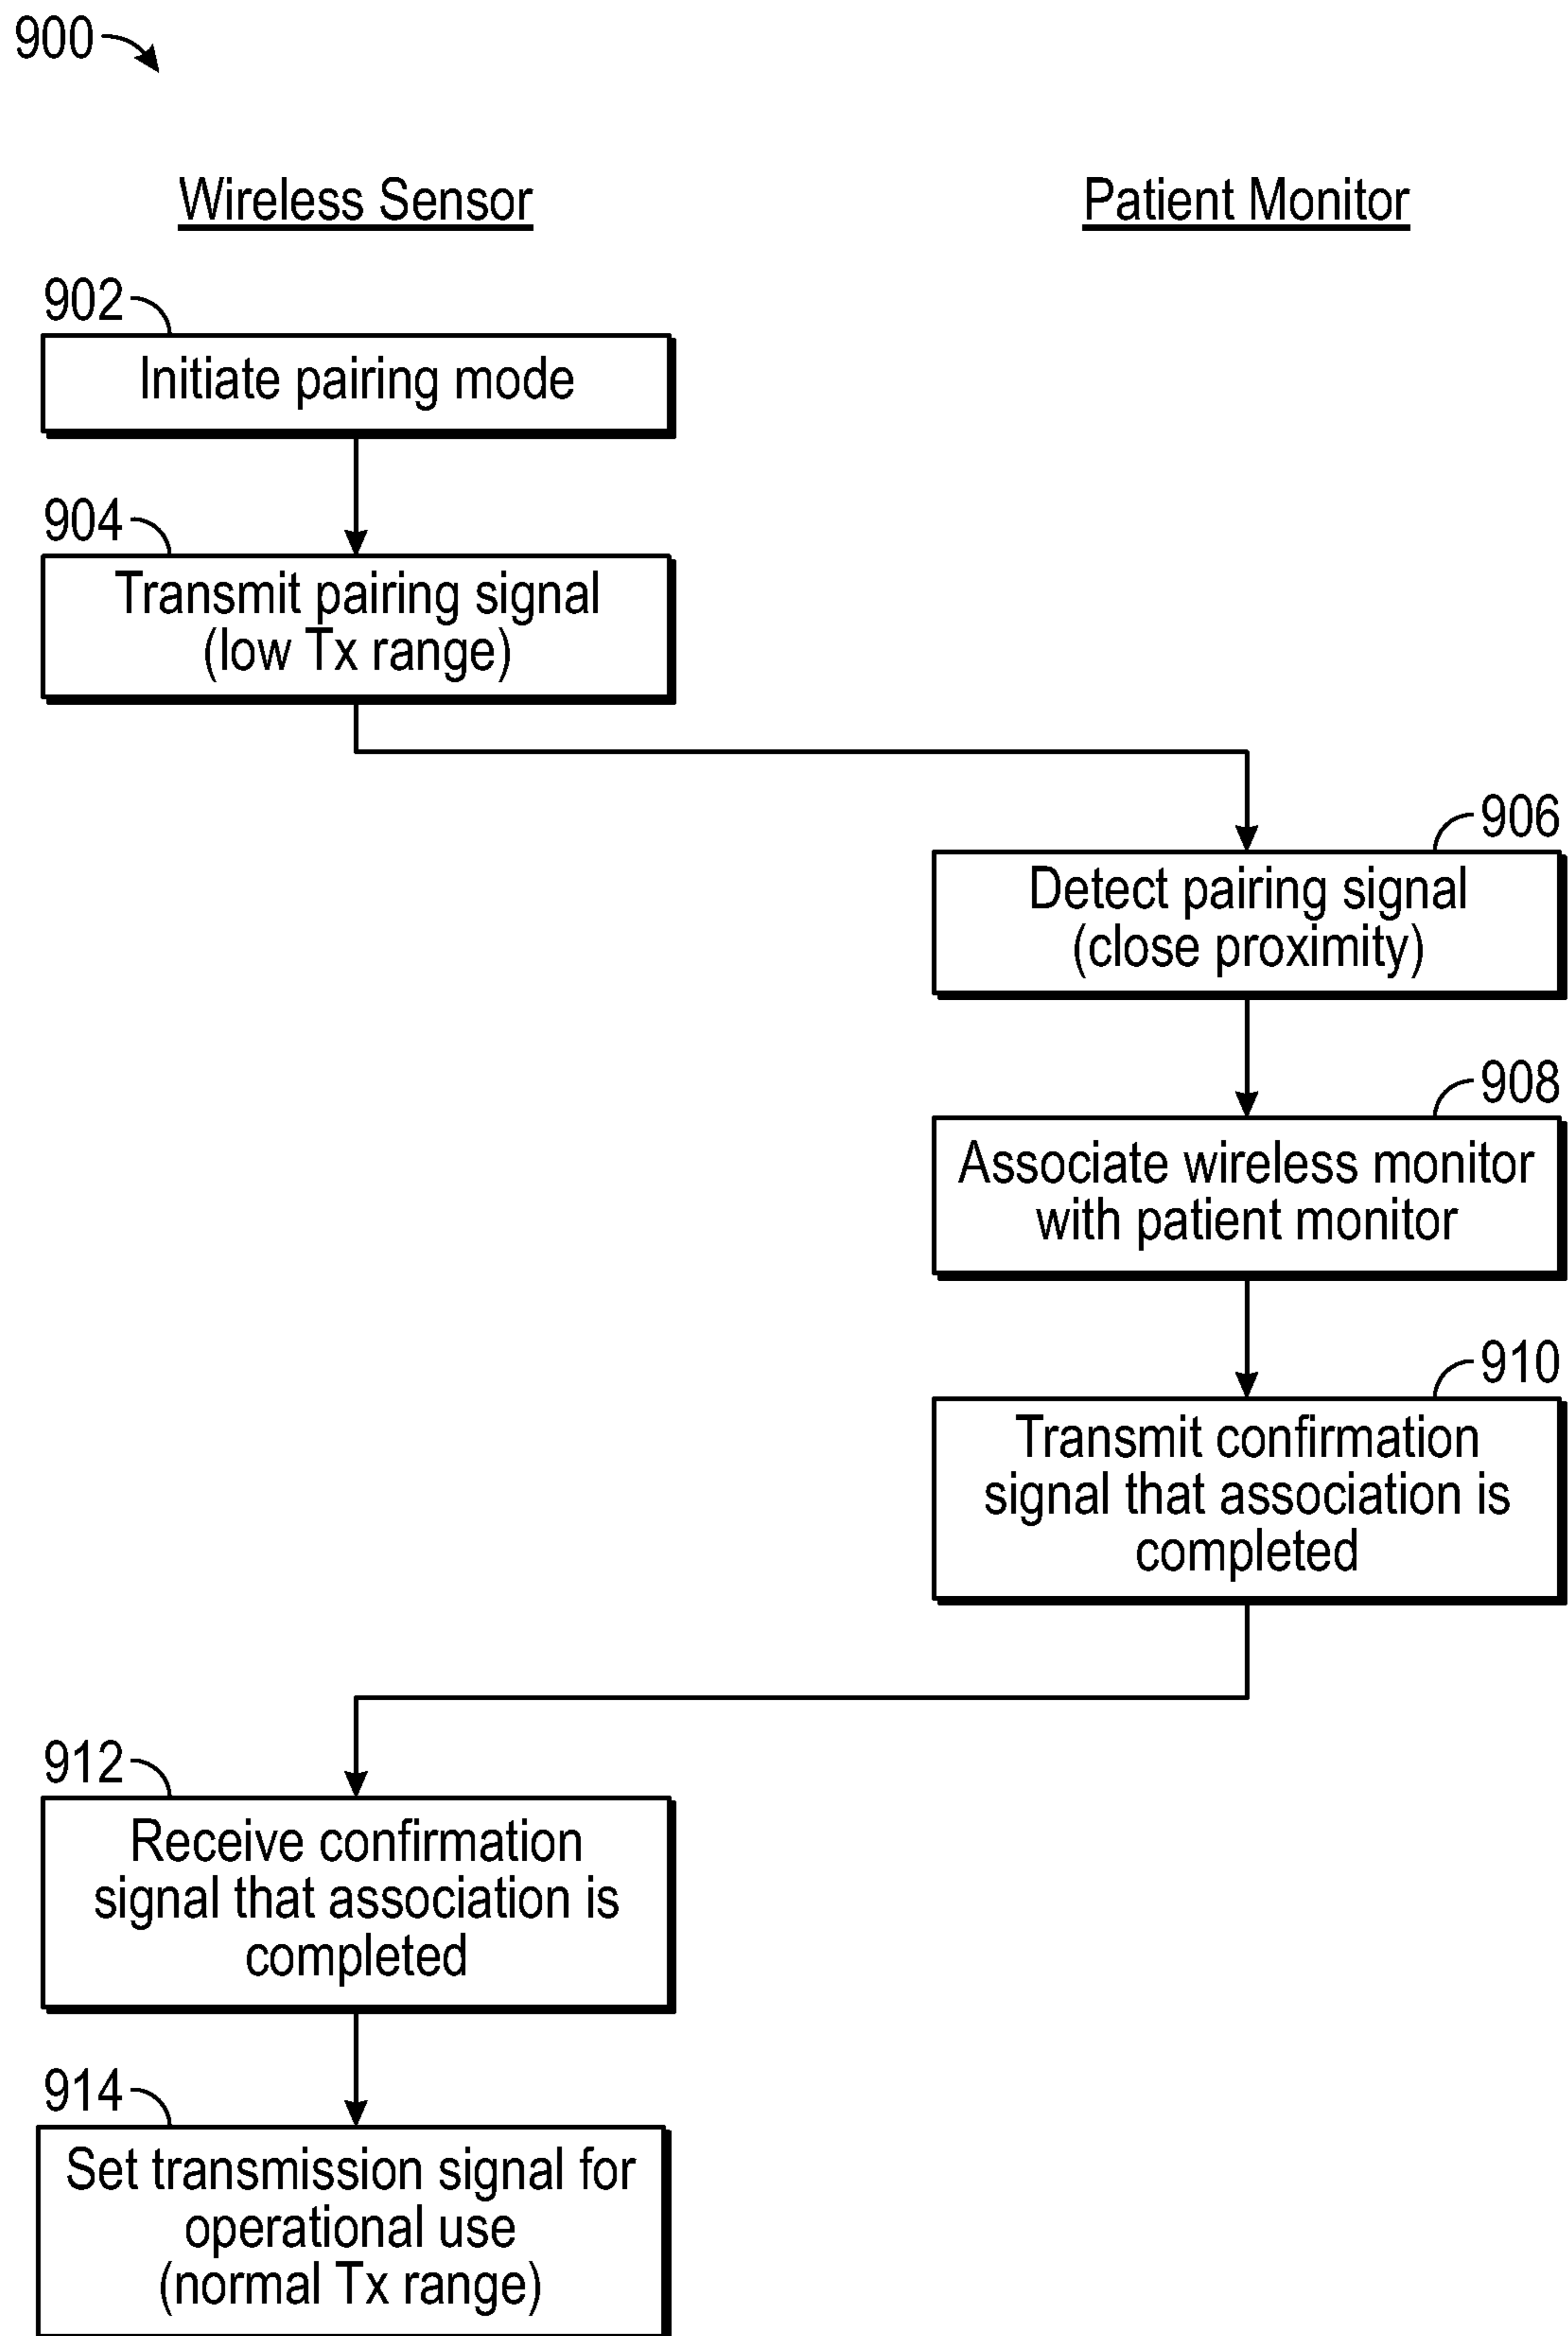 900
Wireless Sensor
Patient Monitor
902
Initiate pairing mode
904
Transmit pairing signal
(low Tx range)
906
Detect pairing signal
(close proximity)
908
Associate wireless monitor
with patient monitor
910
Transmit confirmation
signal that association is
completed
912
Receive confirmation
signal that association is
completed
914
Set transmission signal for
operational use
(normal Tx range)